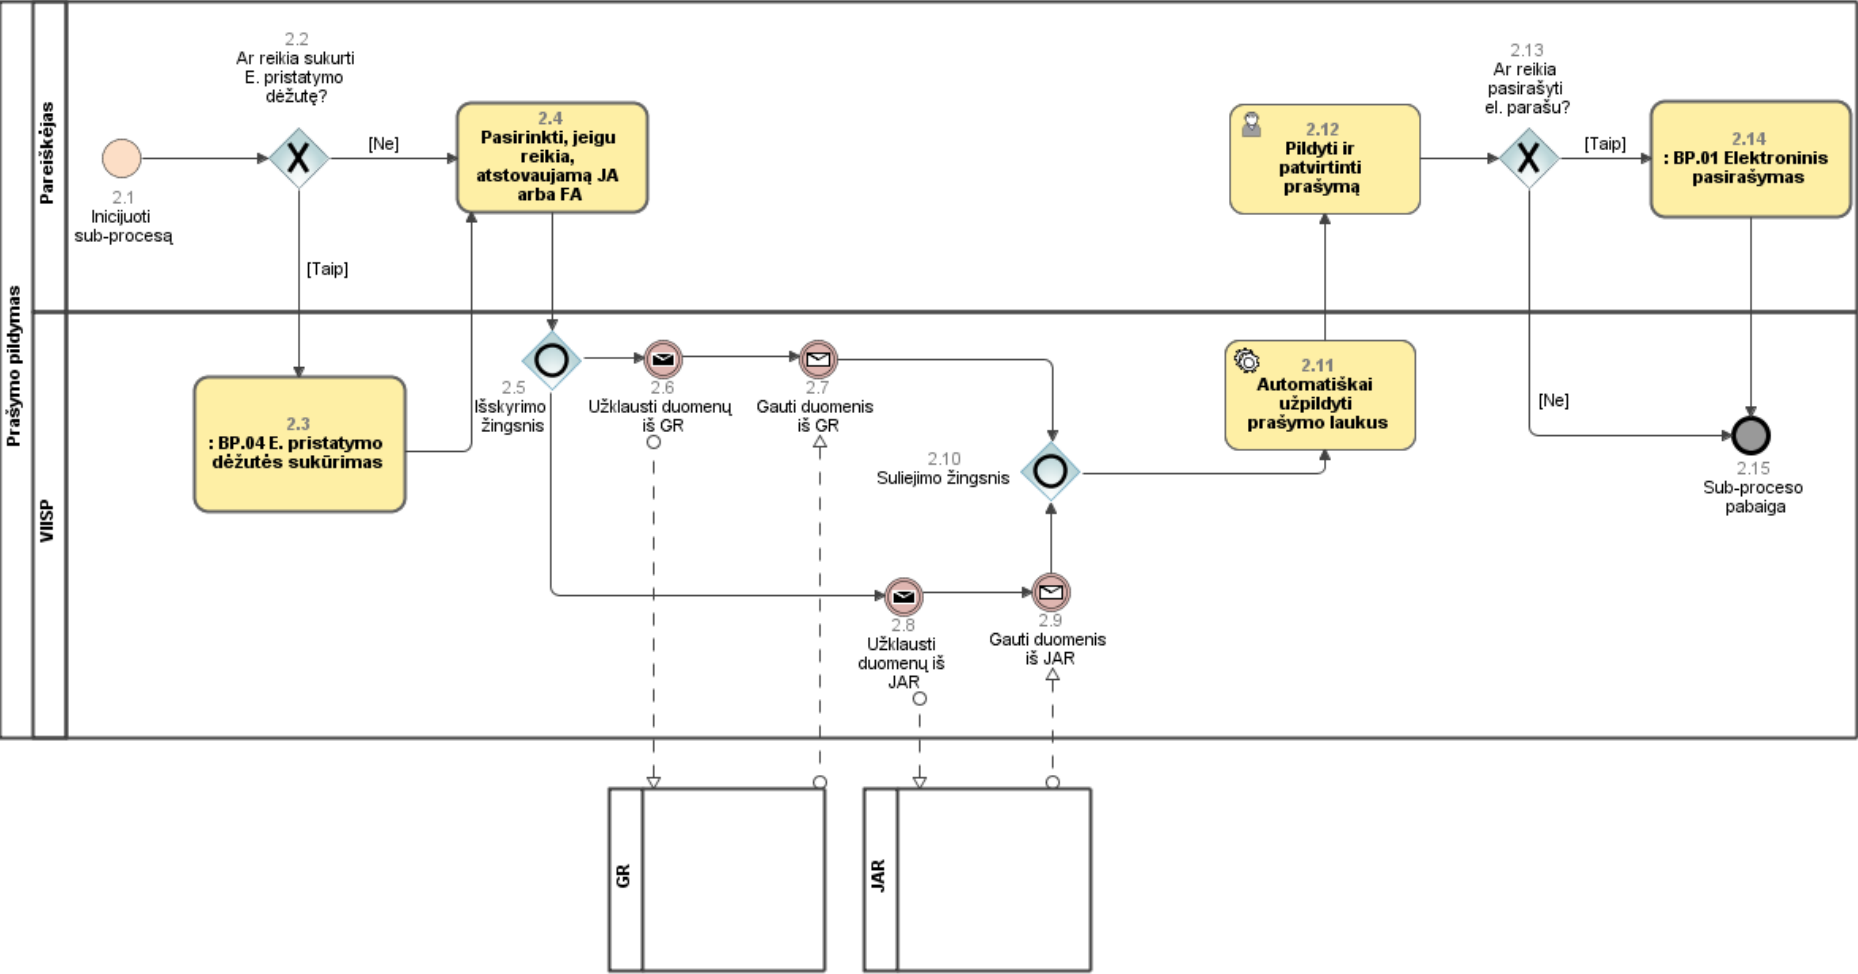 Prašymo pildymas
Pareiškėjas
2.1
Inicijuoti
sub-procesą
2.2
Ar reikia sukurti
E. pristatymo
dėžutę?
[Ne]
[Taip]
2.4
Pasirinkti, jeigu
reikia,
atstovaujamą JA
arba FA
2.12
Pildyti ir
patvirtinti
prašymą
2.13
Ar reikia
pasirašyti
el. parašu?
[Taip]
[Ne]
2.14
: BP.01 Elektroninis
pasirašymas
VIISP
2.3
: BP.04 E. pristatymo
dėžutės sukūrimas
2.5
Išskyrimo
žingsnis
2.6
Užklausti duomenų
iš GR
2.7
Gauti duomenis
iš GR
2.8
Užklausti
duomenų iš
JAR
2.9
Gauti duomenis
iš JAR
2.10
Suliejimo žingsnis
2.11
Automatiškai
užpildyti
prašymo laukus
2.15
Sub-proceso
pabaiga
GR
JAR